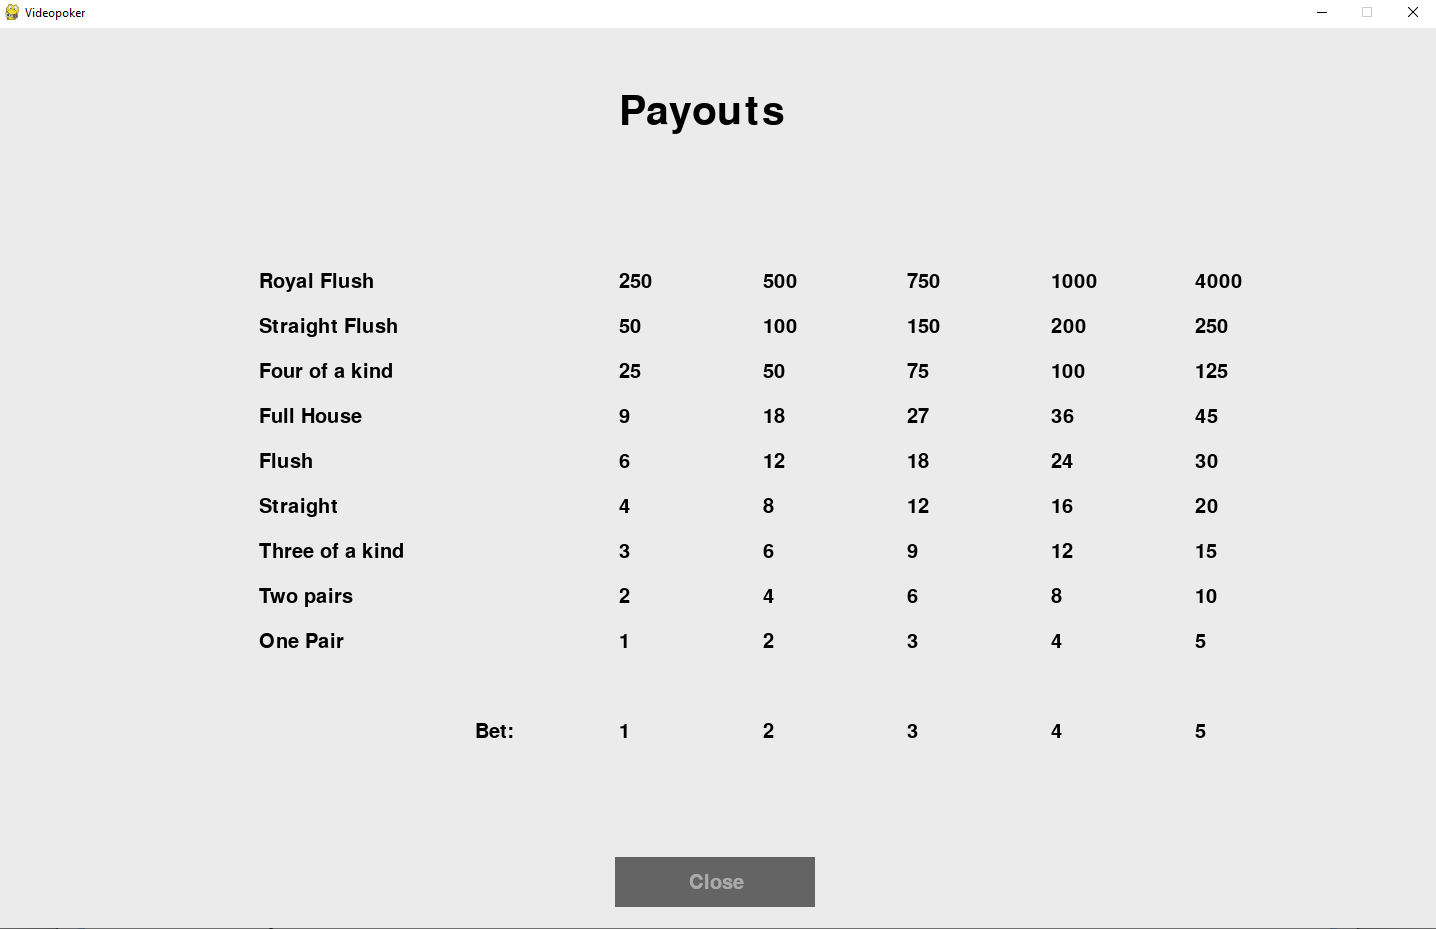 Videopoker
Payouts
Royal Flush 250 500 750 1000 4000
Straight Flush 50 100 150 200 250
Four of a kind 25 50 75 100 125
Full House 9 18 27 36 45
Flush 6 12 18 24 30
Straight 4 8 12 16 20
Three of a kind 3 6 9 12 15
Two pairs 2 4 6 8 10
One Pair 1 2 3 4 5
Bet: 1 2 3 4 5
Close